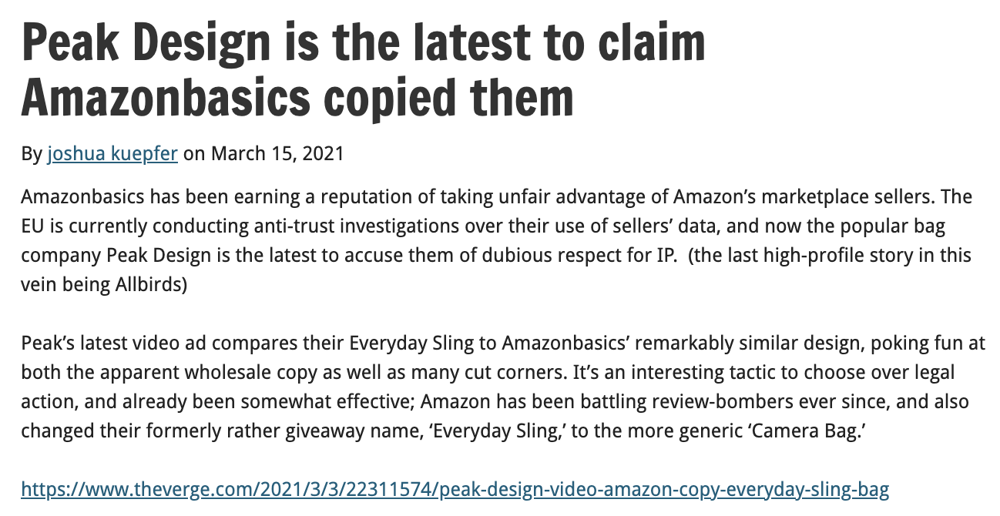 Peak Design is the latest to claim
Amazonbasics copied them
By joshua kuepfer on March 15, 2021
Amazonbasics has been earning a reputation of taking unfair advantage of Amazon’s marketplace sellers. The
EU is currently conducting anti-trust investigations over their use of sellers’ data, and now the popular bag
company Peak Design is the latest to accuse them of dubious respect for IP.  (the last high-profile story in this
vein being Allbirds)
Peak’s latest video ad compares their Everyday Sling to Amazonbasics’ remarkably similar design, poking fun at
both the apparent wholesale copy as well as many cut corners. It’s an interesting tactic to choose over legal
action, and already been somewhat effective; Amazon has been battling review-bombers ever since, and also
changed their formerly rather giveaway name, ‘Everyday Sling,’ to the more generic ‘Camera Bag.’
https://www.theverge.com/2021/3/3/22311574/peak-design-video-amazon-copy-everyday-sling-bag